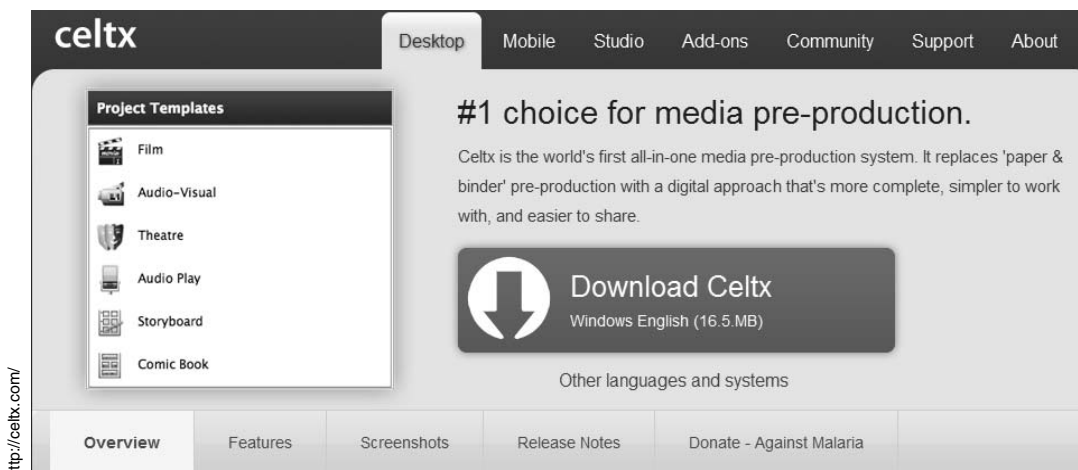 celtx
Desktop Mobile Studio Add-ons Community Support About
Project Templates
Film
Audio-Visual
Theatre
Audio Play
Storyboard
Comic Book
#1 choice for media pre-production.
Celtx is the world's first all-in-one media pre-production system. It replaces 'paper &
binder' pre-production with a digital approach that's more complete, simpler to work
with, and easier to share.
Download Celtx
Windows English (16.5.MB)
Other languages and systems
Overview Features Screenshots Release Notes Donate - Against Malaria
ttp://celtx.com/